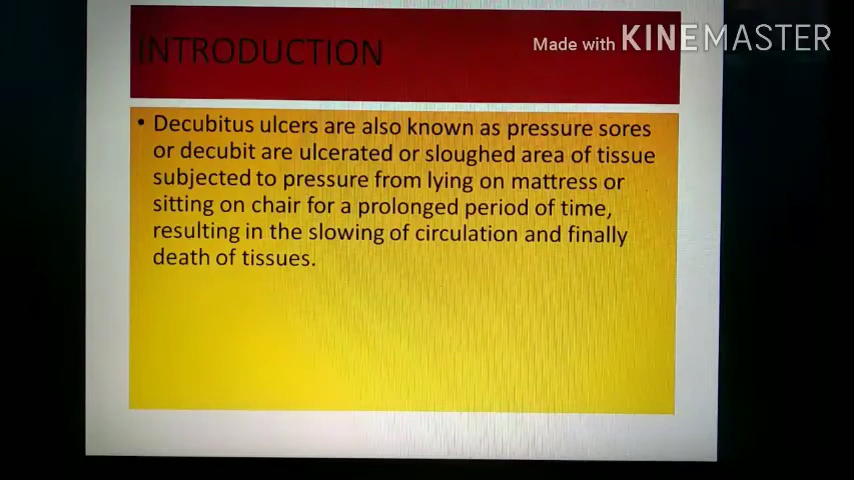 INTRODUCTION
Made with KINEMASTER
• Decubitus ulcers are also known as pressure sores
or decubit are ulcerated or sloughed area of tissue
subjected to pressure from lying on mattress or
sitting on chair for a prolonged period of time,
resulting in the slowing of circulation and finally
death of tissues.